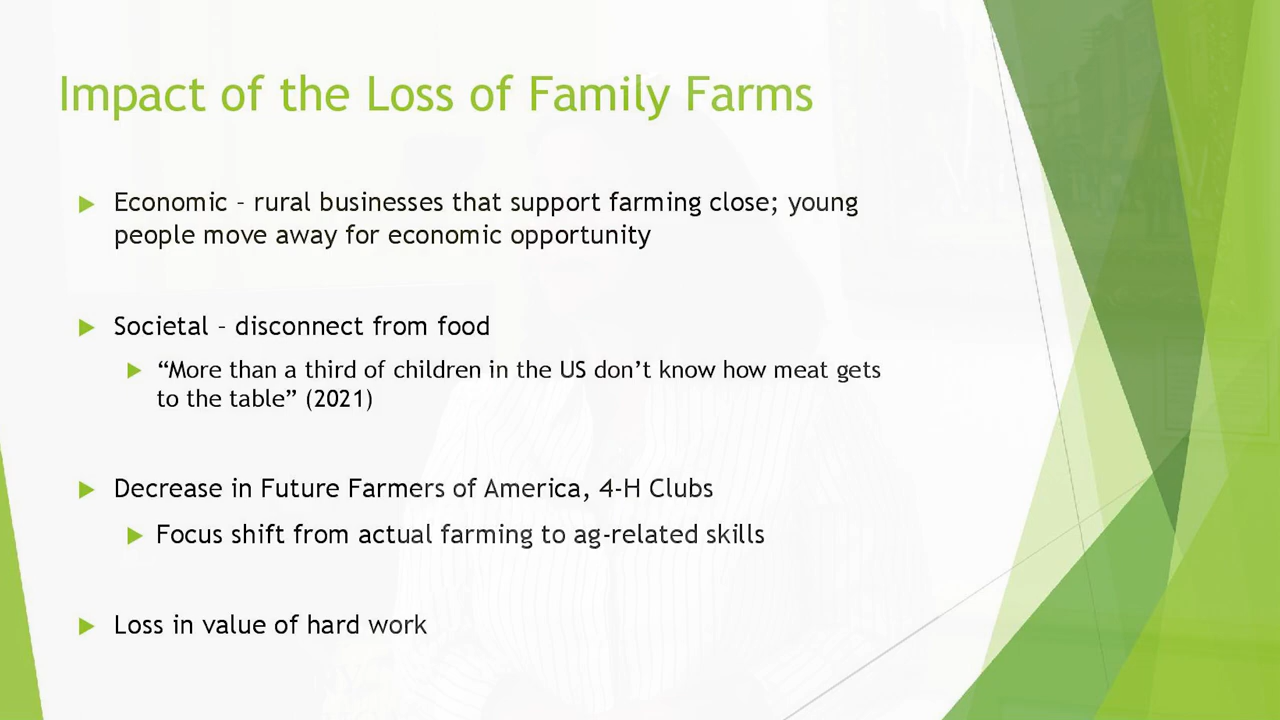 Impact of the Loss of Family Farms
Economic – rural businesses that support farming close; young
people move away for economic opportunity
Societal – disconnect from food
“More than a third of children in the US don’t know how meat gets
to the table” (2021)
Decrease in Future Farmers of America, 4-H Clubs
Focus shift from actual farming to ag-related skills
Loss in value of hard work